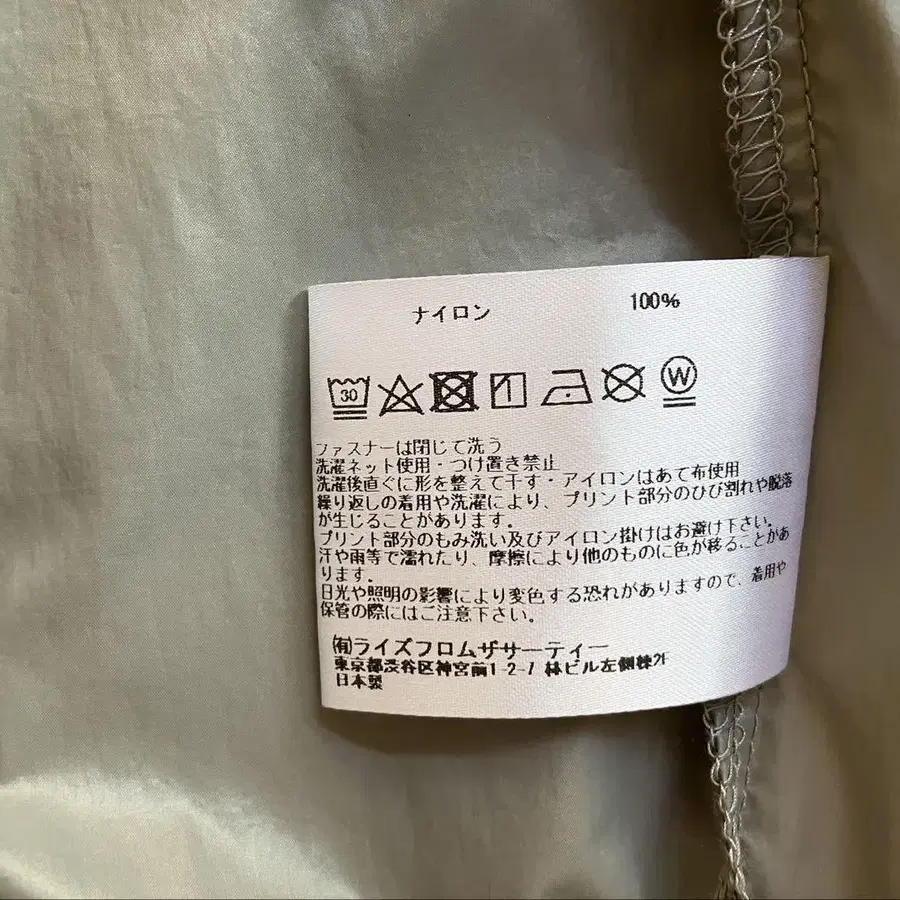 ナイロン 100%
30 W
ファスナーは閉じて洗う
洗濯ネット使用・つけ置き禁止
洗濯後直ぐに形を整えて干す・アイロンはあて布使用
繰り返しの着用や洗濯により、プリント部分のひび割れや脱落
が生じることがあります。
プリント部分のもみ洗い及びアイロン掛けはお避け下さい。
汗や雨等で濡れたり、摩擦により他のものに色が移ることがあ
ります。
日光や照明の影響により変色する恐れがありますので、着用や
保管の際にはご注意下さい。
(有)ライズフロムザサーティー
東京都渋谷区神宮前1-2-7 ビル左側棟2F
日本製